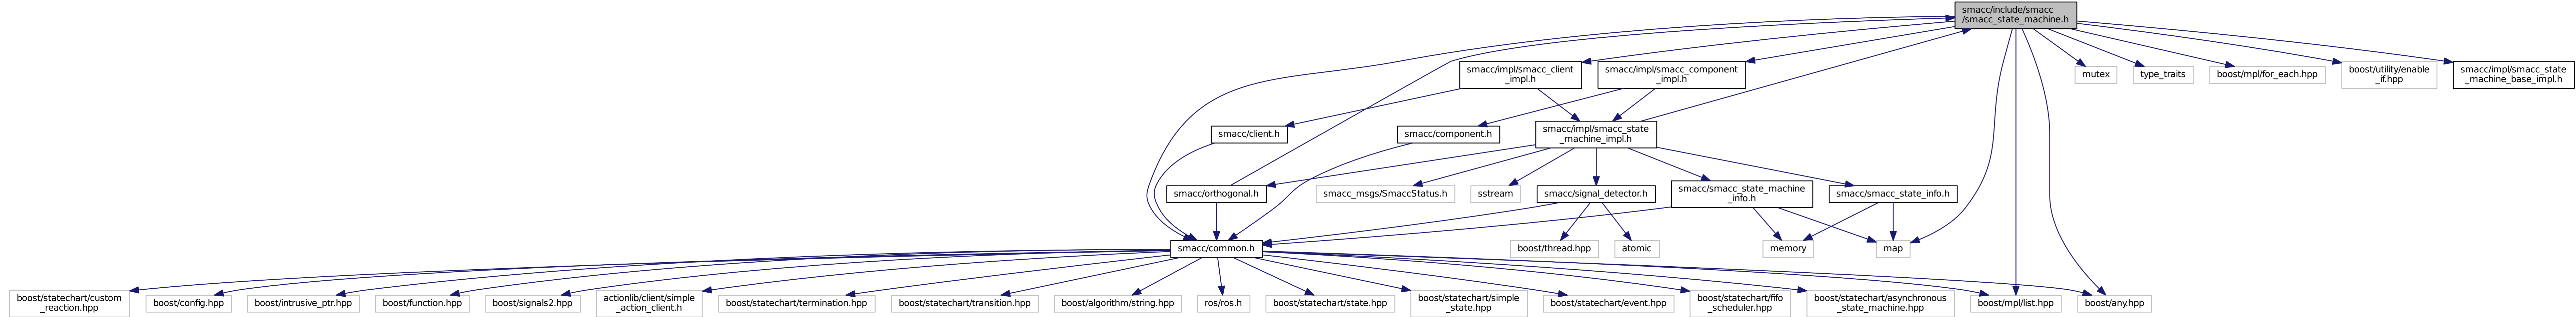 smacc/include/smacc
/smacc_state_machine.h
smacc/impl/smacc_client
_impl.h
smacc/impl/smacc_component
_impl.h
mutex
type_traits
boost/mpl/for_each.hpp
boost/utility/enable
_if.hpp
smacc/impl/smacc_state
_machine_base_impl.h
smacc/client.h
smacc/component.h
smacc/impl/smacc_state
_machine_impl.h
smacc/orthogonal.h
smacc_msgs/SmaccStatus.h
sstream
smacc/signal_detector.h
smacc/smacc_state_machine
_info.h
smacc/smacc_state_info.h
smacc/common.h
boost/thread.hpp
atomic
memory
map
boost/statechart/custom
_reaction.hpp
boost/config.hpp
boost/intrusive_ptr.hpp
boost/function.hpp
boost/signals2.hpp
actionlib/client/simple
_action_client.h
boost/statechart/termination.hpp
boost/statechart/transition.hpp
boost/algorithm/string.hpp
ros/ros.h
boost/statechart/state.hpp
boost/statechart/simple
_state.hpp
boost/statechart/event.hpp
boost/statechart/fifo
_scheduler.hpp
boost/statechart/asynchronous
_state_machine.hpp
boost/mpl/list.hpp
boost/any.hpp